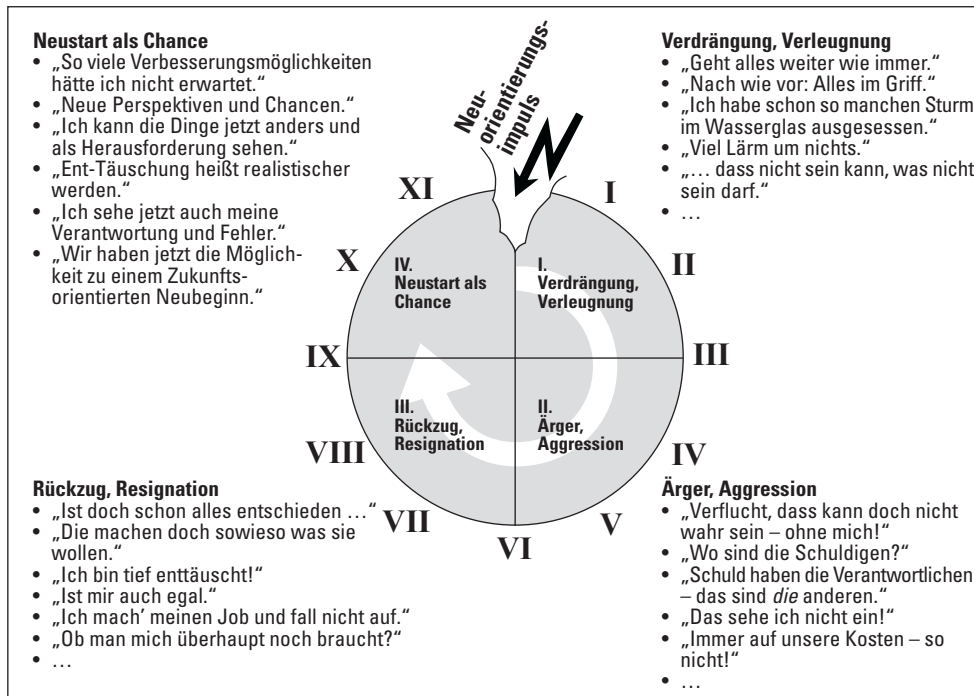 Neustart als Chance
• „So viele Verbesserungsmöglichkeiten
hätte ich nicht erwartet.“
• „Neue Perspektiven und Chancen.“
• „Ich kann die Dinge jetzt anders und
als Herausforderung sehen.“
• „Ent-Täuschung heißt realistischer
werden.“
• „Ich sehe jetzt auch meine
Verantwortung und Fehler.“
• „Wir haben jetzt die Möglich-
keit zu einem Zukunfts-
orientierten Neubeginn.“
Neu-
orientierungs-
impuls
Verdrängung, Verleugnung
• „Geht alles weiter wie immer.“
• „Nach wie vor: Alles im Griff.“
• „Ich habe schon so manchen Sturm
im Wasserglas ausgesessen.“
• „Viel Lärm um nichts.“
• „… dass nicht sein kann, was nicht
sein darf.“
• …
XI
I
X
II
IX
III
VIII
IV
VII
VI
V
IV.
Neustart als
Chance
I.
Verdrängung,
Verleugnung
III.
Rückzug,
Resignation
II.
Ärger,
Aggression
Rückzug, Resignation
• „Ist doch schon alles entschieden …“
• „Die machen doch sowieso was sie
wollen.“
• „Ich bin tief enttäuscht!“
• „Ist mir auch egal.“
• „Ich mach’ meinen Job und fall nicht auf.“
• „Ob man mich überhaupt noch braucht?“
• …
Ärger, Aggression
• „Verflucht, dass kann doch nicht
wahr sein – ohne mich!“
• „Wo sind die Schuldigen?“
• „Schuld haben die Verantwortlichen
– das sind die anderen.“
• „Das sehe ich nicht ein!“
• „Immer auf unsere Kosten – so
nicht!“
• …